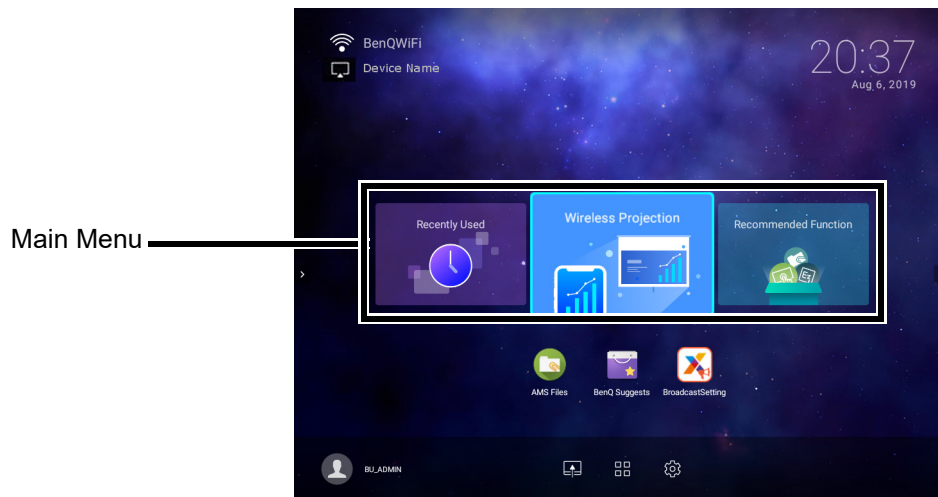 BenQWiFi
Device Name
20:37
Aug 6, 2019
Main Menu
Recently Used
Wireless Projection
Recommended Function
AMS Files
BenQ Suggests
BroadcastSetting
BU_ADMIN